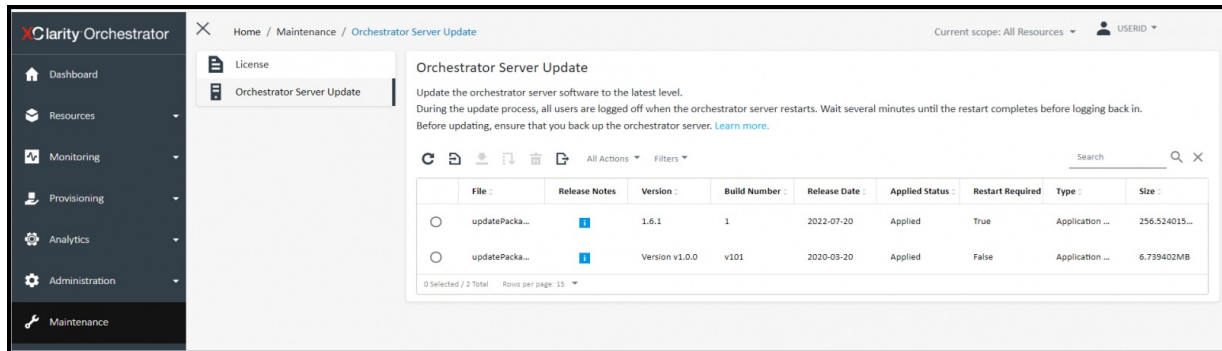 XClarity Orchestrator
Home / Maintenance / Orchestrator Server Update
Current scope: All Resources
USERID
Dashboard
Resources
Monitoring
Provisioning
Analytics
Administration
Maintenance
License
Orchestrator Server Update
Orchestrator Server Update
Update the orchestrator server software to the latest level.
During the update process, all users are logged off when the orchestrator server restarts. Wait several minutes until the restart completes before logging back in.
Before updating, ensure that you back up the orchestrator server. Learn more.
All Actions Filters Search
File Release Notes Version Build Number Release Date Applied Status Restart Required Type Size
updatePacka... i 1.6.1 1 2022-07-20 Applied True Application ... 256.524015...
updatePacka... i Version v1.0.0 v101 2020-03-20 Applied False Application ... 6.739402MB
0 Selected / 2 Total Rows per page: 15